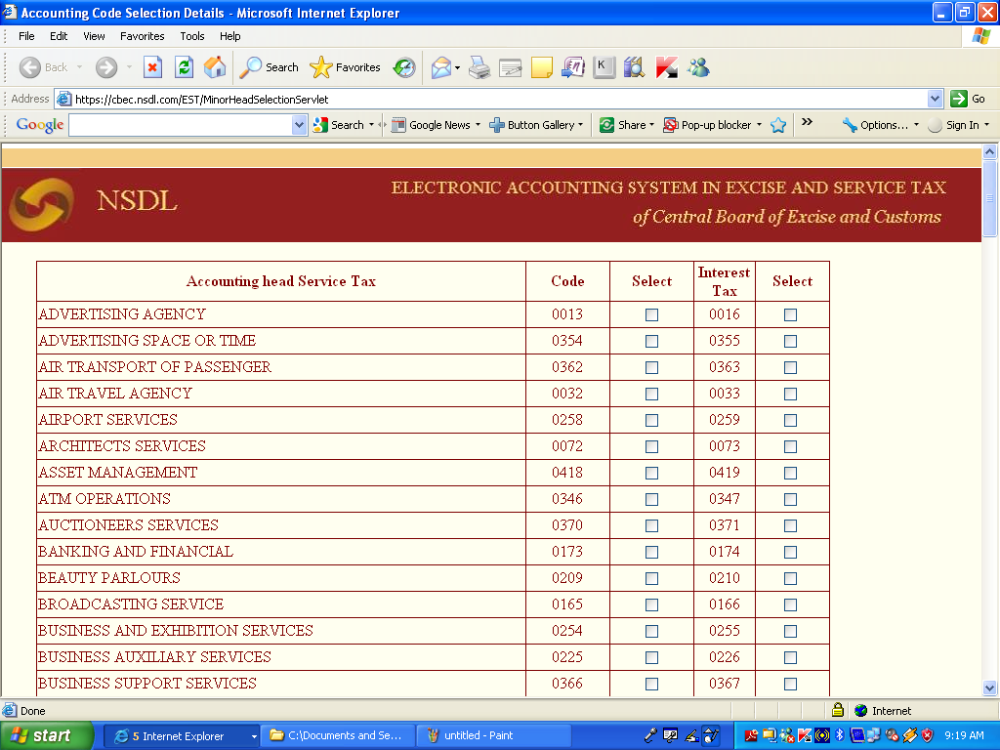 Accounting Code Selection Details - Microsoft Internet Explorer
File Edit View Favorites Tools Help
Back Search Favorites K
Address https://cbec.nsdl.com/EST/MinorHeadSelectionServlet Go
Google Search Google News Button Gallery Share Pop-up blocker » Options... Sign In
NSDL
ELECTRONIC ACCOUNTING SYSTEM IN EXCISE AND SERVICE TAX
of Central Board of Excise and Customs
Accounting head Service Tax Code Select Interest Tax Select
ADVERTISING AGENCY 0013 0016
ADVERTISING SPACE OR TIME 0354 0355
AIR TRANSPORT OF PASSENGER 0362 0363
AIR TRAVEL AGENCY 0032 0033
AIRPORT SERVICES 0258 0259
ARCHITECTS SERVICES 0072 0073
ASSET MANAGEMENT 0418 0419
ATM OPERATIONS 0346 0347
AUCTIONEERS SERVICES 0370 0371
BANKING AND FINANCIAL 0173 0174
BEAUTY PARLOURS 0209 0210
BROADCASTING SERVICE 0165 0166
BUSINESS AND EXHIBITION SERVICES 0254 0255
BUSINESS AUXILIARY SERVICES 0225 0226
BUSINESS SUPPORT SERVICES 0366 0367
Done Internet
start 5 Internet Explorer C:\Documents and Se... untitled - Paint 9:19 AM